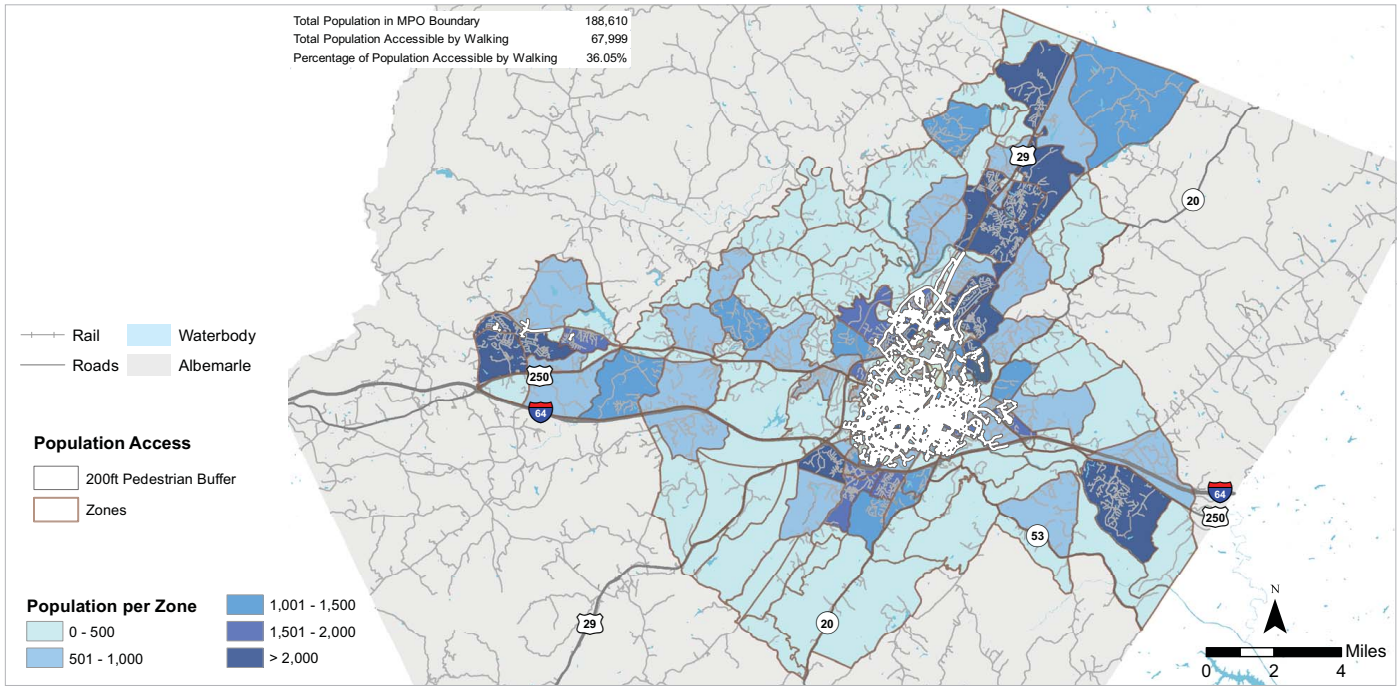 Total Population in MPO Boundary 188,610
Total Population Accessible by Walking 67,999
Percentage of Population Accessible by Walking 36.05%
29
20
Rail
Waterbody
Roads
Albemarle
250
64
Population Access
200ft Pedestrian Buffer
Zones
64
250
53
Population per Zone
0 - 500
501 - 1,000
1,001 - 1,500
1,501 - 2,000
> 2,000
29
20
N
Miles
0 2 4